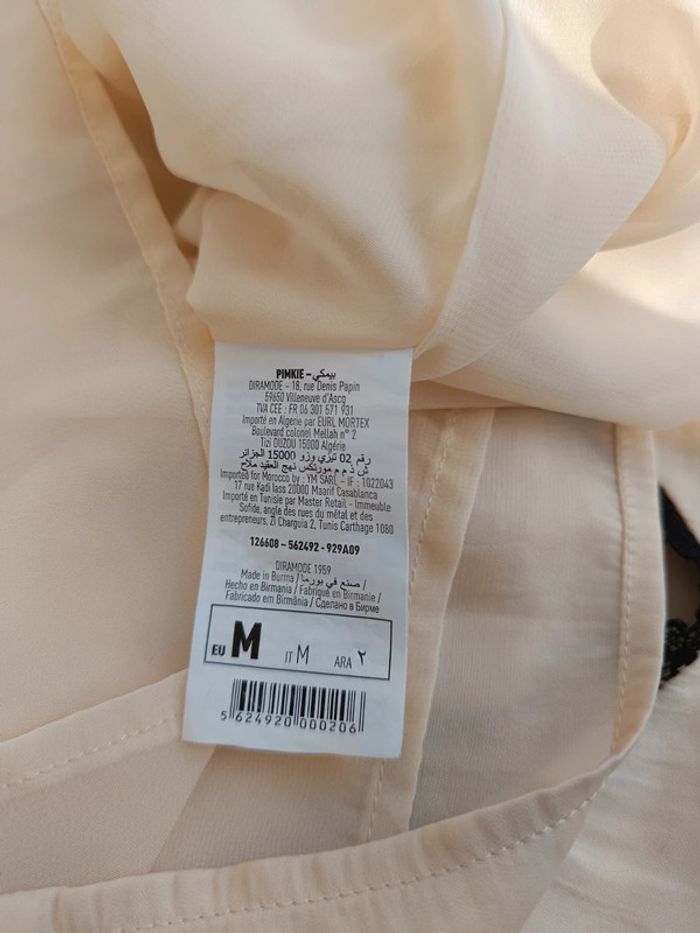 PIMKIE – بيمكي
DIRAMODE – 18, rue Denis Papin
59650 Villeneuve d'Ascq
TVA CEE : FR 06 301 571 931
Importé en Algerie par EURL MORTEX
Boulevard colonel Mellah n° 2
Tizi OUZOU 15000 Algérie
رقم 02 تيزي وزو 15000 الجزائر
ش ذ م م مورتكس نهج العقيد ملاح
Imported for Morocco by : YM SARL – IF : 1022043
17 rue Kadi Iass 20000 Maarif Casablanca
Importé en Tunisie par Master Retail - Immeuble
Sofide, angle des rues du métal et des
entrepreneurs, ZI Charguia 2, Tunis Carthage 1080
126608 – 562492 - 929A09
DIRAMODE 1959
Made in Burma / صنع في بورما /
Hecho en Birmania / Fabriqué en Birmanie /
Fabricado em Birmânia / Сделано в Бирме
EU M IT M ARA ٢
5 624920 000206